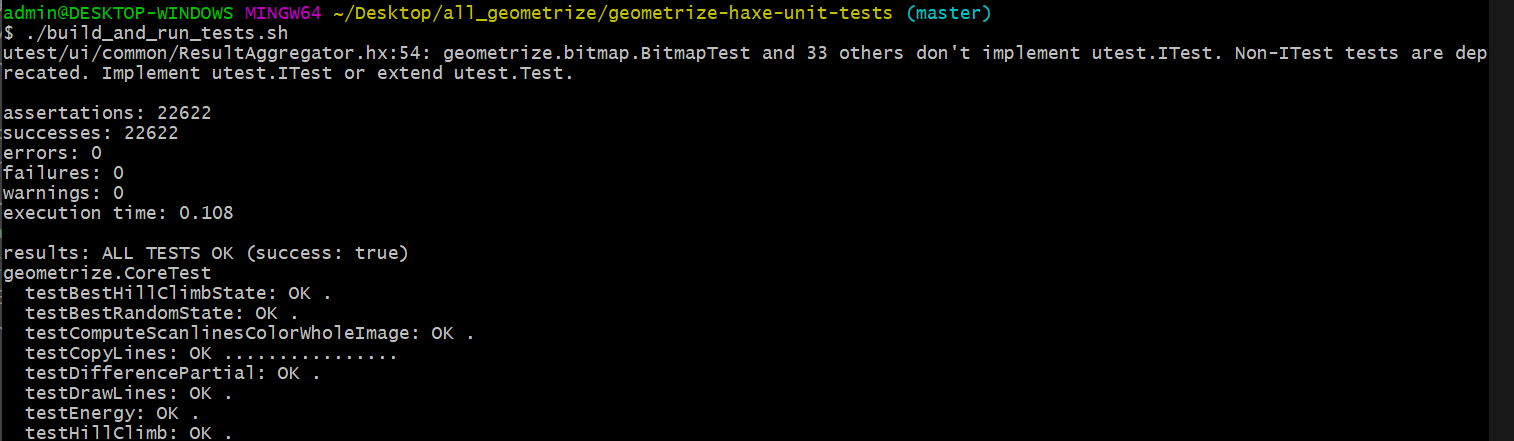 admin@DESKTOP-WINDOWS MINGW64 ~/Desktop/all_geometrize/geometrize-haxe-unit-tests (master)
$ ./build_and_run_tests.sh
utest/ui/common/ResultAggregator.hx:54: geometrize.bitmap.BitmapTest and 33 others don't implement utest.ITest. Non-ITest tests are dep
recated. Implement utest.ITest or extend utest.Test.
assertations: 22622
successes: 22622
errors: 0
failures: 0
warnings: 0
execution time: 0.108
results: ALL TESTS OK (success: true)
geometrize.CoreTest
testBestHillClimbState: OK .
testBestRandomState: OK .
testComputeScanlinesColorWholeImage: OK .
testCopyLines: OK ................
testDifferencePartial: OK .
testDrawLines: OK .
testEnergy: OK .
testHillClimb: OK .